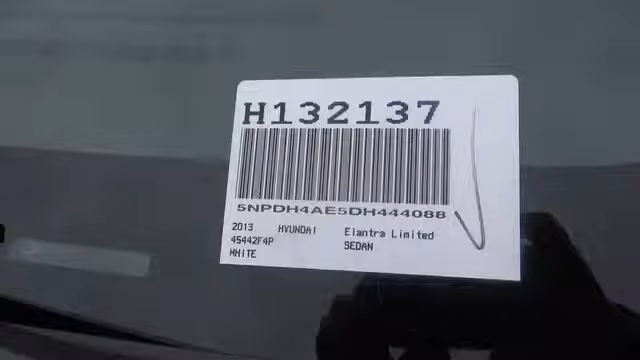 H132137
5NPDH4AE5DH444088
2013 HYUNDAI Elantra Limited
45442F4P SEDAN
WHITE